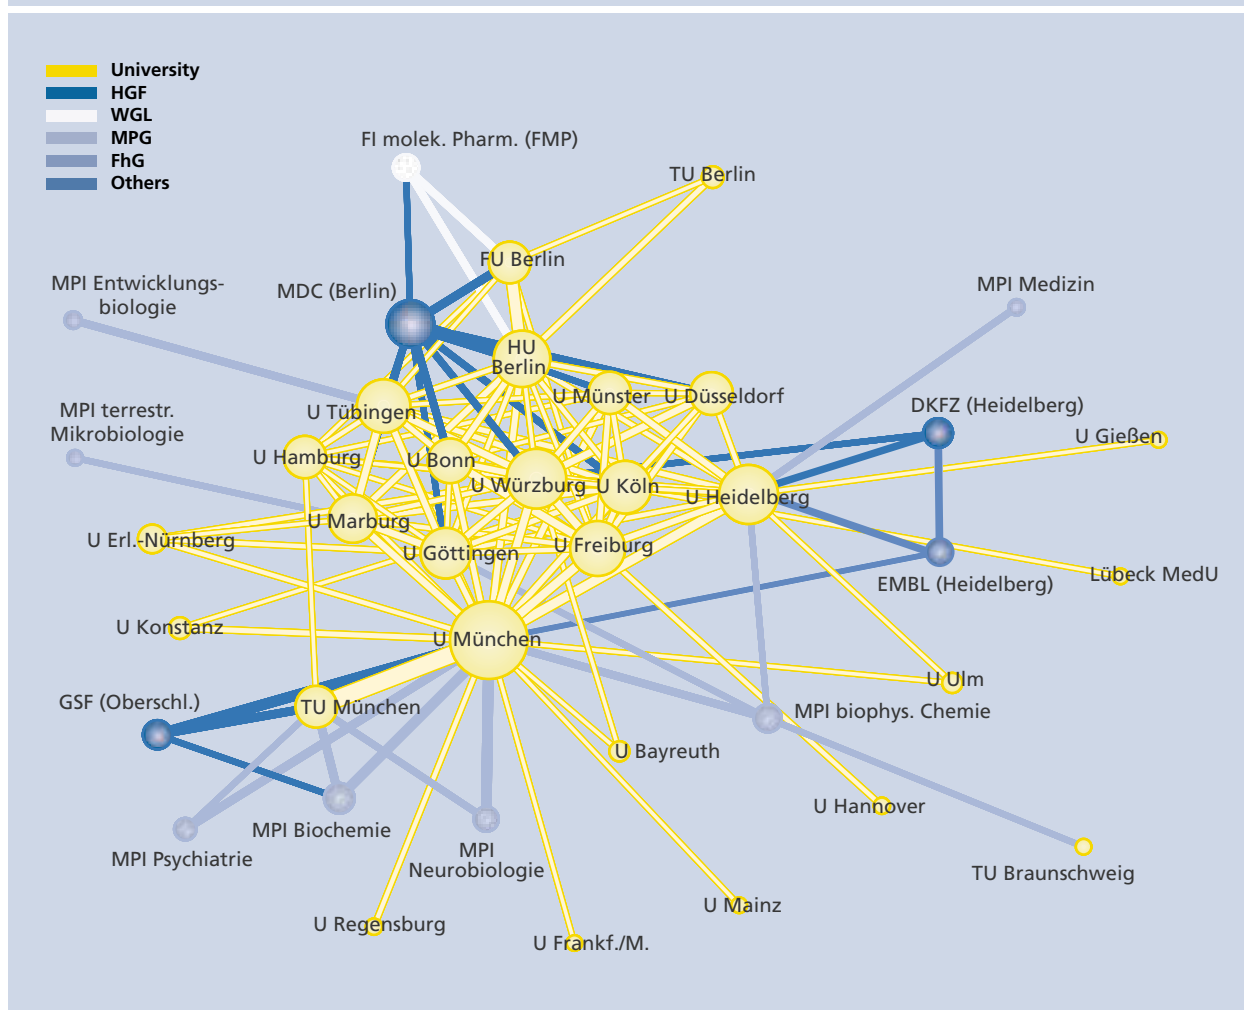 University
HGF
WGL
MPG
FhG
Others
FI molek. Pharm. (FMP)
TU Berlin
FU Berlin
MPI Entwicklungs-
biologie
MDC (Berlin)
MPI Medizin
HU
Berlin
U Münster
U Düsseldorf
MPI terrestr.
Mikrobiologie
U Tübingen
DKFZ (Heidelberg)
U Gießen
U Hamburg
U Bonn
U Würzburg
U Köln
U Heidelberg
U Marburg
U Erl.-Nürnberg
U Göttingen
U Freiburg
EMBL (Heidelberg)
Lübeck MedU
U Konstanz
U München
U Ulm
GSF (Oberschl.)
TU München
MPI biophys. Chemie
U Bayreuth
U Hannover
MPI Biochemie
MPI Psychiatrie
MPI
Neurobiologie
TU Braunschweig
U Mainz
U Regensburg
U Frankf./M.